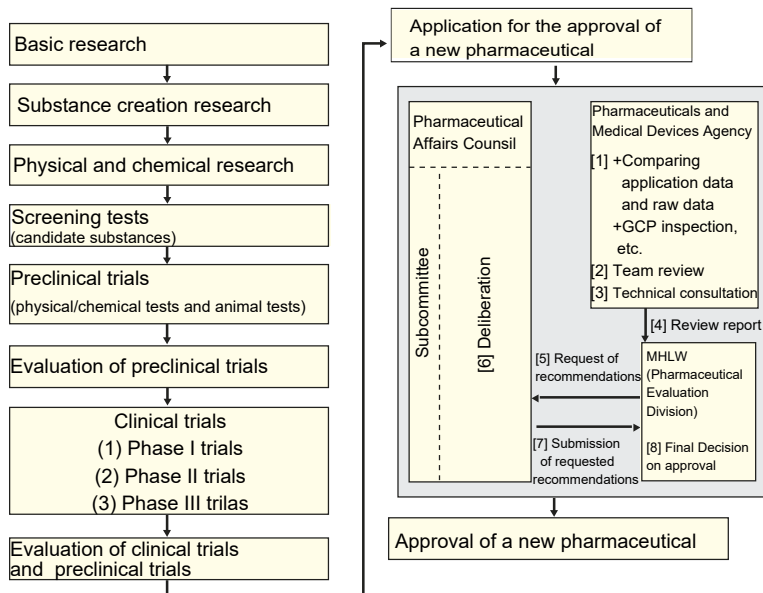 Basic research
Substance creation research
Physical and chemical research
Screening tests
(candidate substances)
Preclinical trials
(physical/chemical tests and animal tests)
Evaluation of preclinical trials
Clinical trials
(1) Phase I trials
(2) Phase II trials
(3) Phase III trilas
Evaluation of clinical trials
and preclinical trials
Application for the approval of
a new pharmaceutical
Pharmaceutical
Affairs Counsil
Subcommittee
[6] Deliberation
Pharmaceuticals and
Medical Devices Agency
[1] +Comparing
application data
and raw data
+GCP inspection,
etc.
[2] Team review
[3] Technical consultation
[4] Review report
[5] Request of
recommendations
MHLW
(Pharmaceutical
Evaluation
Division)
[8] Final Decision
on approval
[7] Submission
of requested
recommendations
Approval of a new pharmaceutical